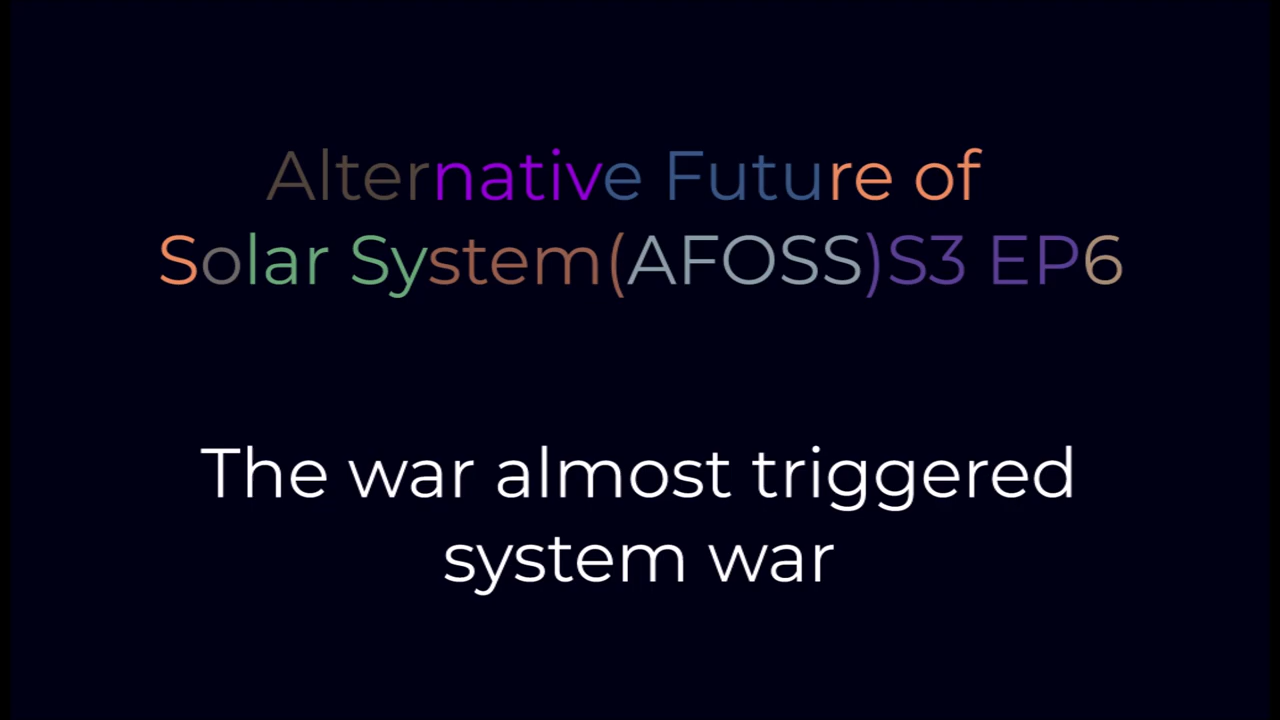 Alternative Future of
Solar System(AFOSS)S3 EP6
The war almost triggered
system war